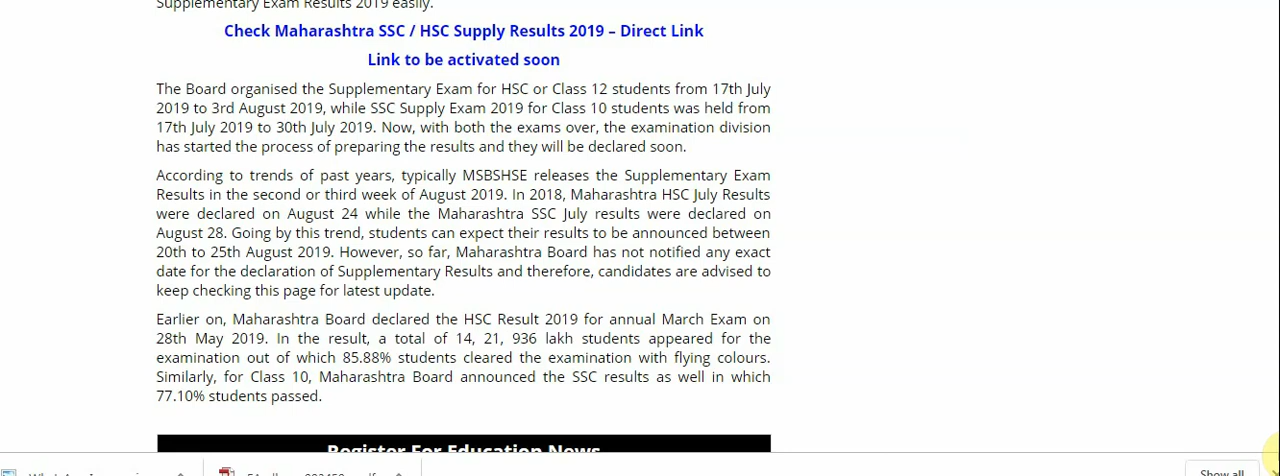 Supplementary Exam Results 2019 easily.
Check Maharashtra SSC / HSC Supply Results 2019 – Direct Link
Link to be activated soon
The Board organised the Supplementary Exam for HSC or Class 12 students from 17th July
2019 to 3rd August 2019, while SSC Supply Exam 2019 for Class 10 students was held from
17th July 2019 to 30th July 2019. Now, with both the exams over, the examination division
has started the process of preparing the results and they will be declared soon.
According to trends of past years, typically MSBSHSE releases the Supplementary Exam
Results in the second or third week of August 2019. In 2018, Maharashtra HSC July Results
were declared on August 24 while the Maharashtra SSC July results were declared on
August 28. Going by this trend, students can expect their results to be announced between
20th to 25th August 2019. However, so far, Maharashtra Board has not notified any exact
date for the declaration of Supplementary Results and therefore, candidates are advised to
keep checking this page for latest update.
Earlier on, Maharashtra Board declared the HSC Result 2019 for annual March Exam on
28th May 2019. In the result, a total of 14, 21, 936 lakh students appeared for the
examination out of which 85.88% students cleared the examination with flying colours.
Similarly, for Class 10, Maharashtra Board announced the SSC results as well in which
77.10% students passed.
Register For Education News
Show all